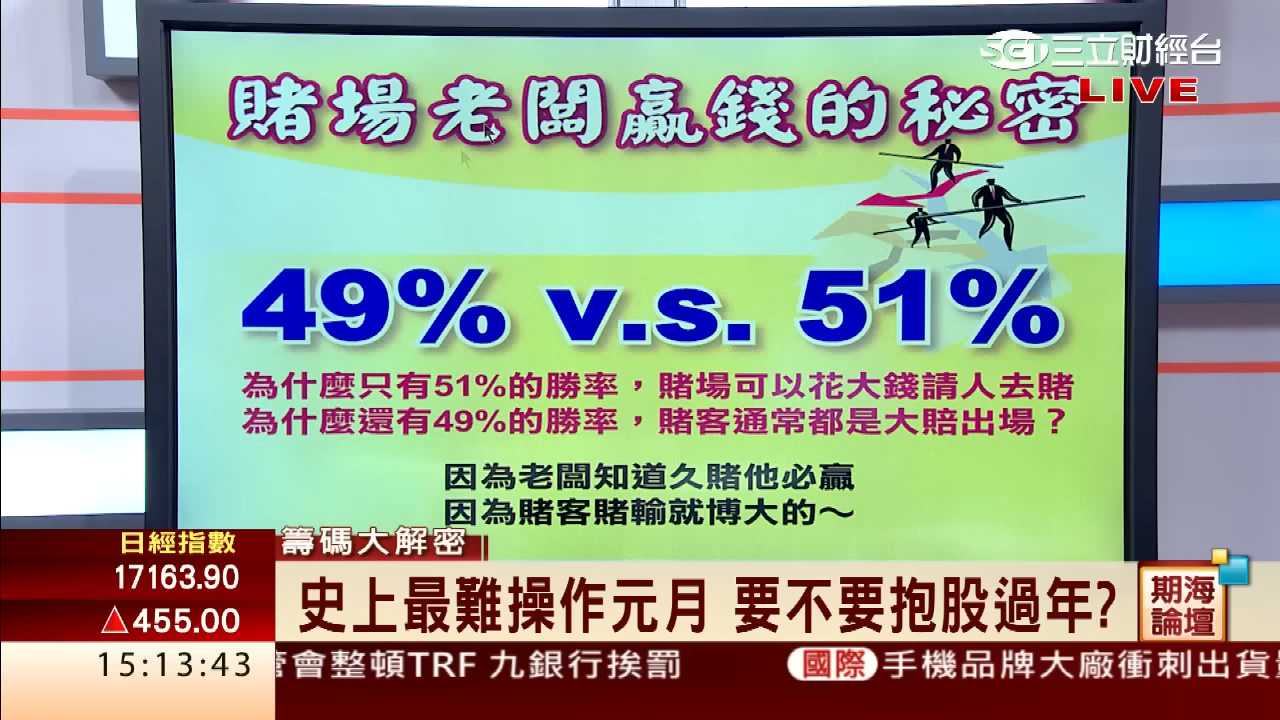 SET三立財經台
LIVE
賭場老闆贏錢的秘密
49% v.s. 51%
為什麼只有51%的勝率，賭場可以花大錢請人去賭
為什麼還有49%的勝率，賭客通常都是大賠出場？
因為老闆知道久賭他必贏
因為賭客賭輸就博大的～
日經指數
17163.90
△455.00
15:13:43
籌碼大解密
史上最難操作元月 要不要抱股過年?
期海
論壇
管會整頓TRF 九銀行挨罰
國際 手機品牌大廠衝刺出貨